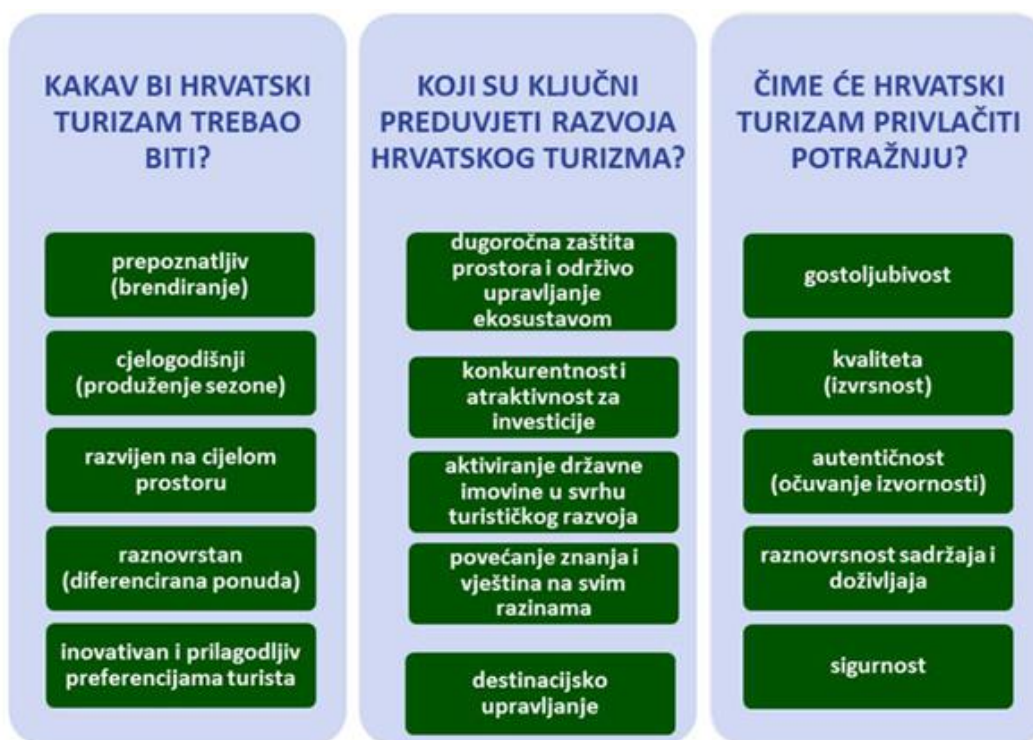 KAKAV BI HRVATSKI
TURIZAM TREBAO
BITI?
prepoznatljiv
(brendiranje)
cjelogodišnji
(produženje sezone)
razvijen na cijelom
prostoru
raznovrstan
(diferencirana ponuda)
inovativan i prilagodljiv
preferencijama turista
KOJI SU KLJUČNI
PREDUVJETI RAZVOJA
HRVATSKOG TURIZMA?
dugoročna zaštita
prostora i održivo
upravljanje
ekosustavom
konkurentnost i
atraktivnost za
investicije
aktiviranje državne
imovine u svrhu
turističkog razvoja
povećanje znanja i
vještina na svim
razinama
destinacijsko
upravljanje
ČIME ĆE HRVATSKI
TURIZAM PRIVLAČITI
POTRAŽNJU?
gostoljubivost
kvaliteta
(izvrsnost)
autentičnost
(očuvanje izvornosti)
raznovrsnost sadržaja i
doživljaja
sigurnost